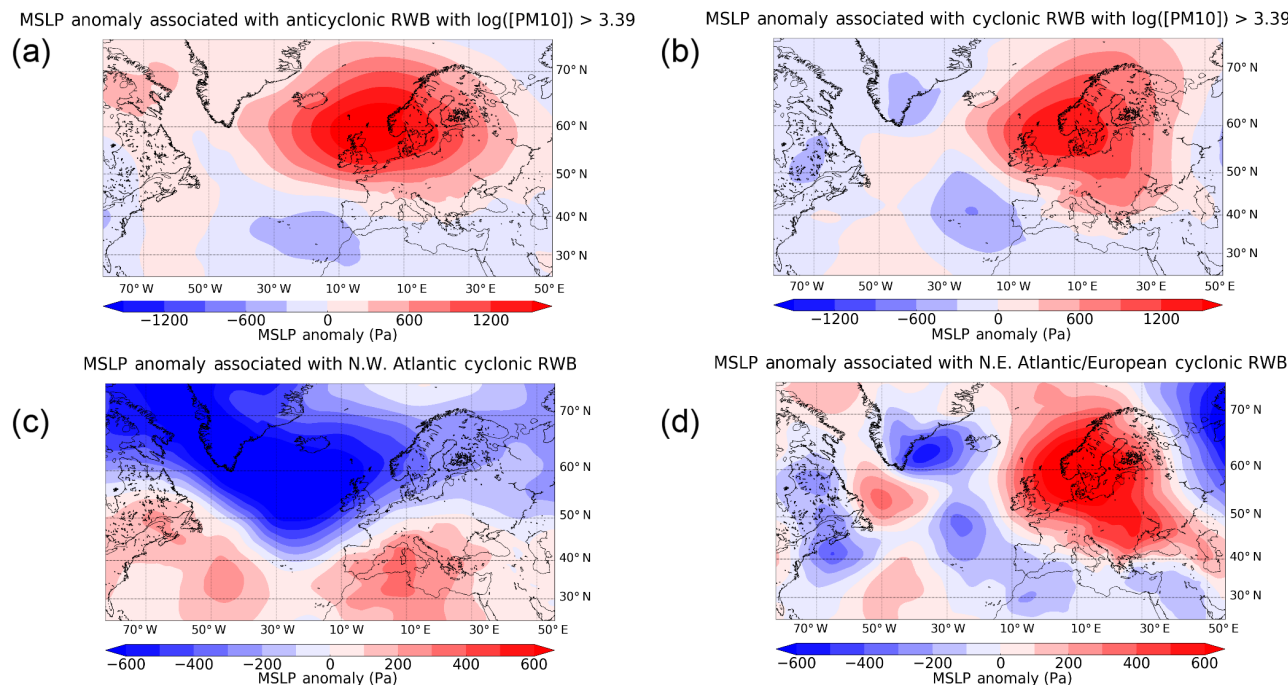 MSLP anomaly associated with anticyclonic RWB with log([PM10]) > 3.39
(a)
70° N
60° N
50° N
40° N
30° N
70° W 50° W 30° W 10° W 10° E 30° E 50° E
−1200 −600 0 600 1200
MSLP anomaly (Pa)
MSLP anomaly associated with cyclonic RWB with log([PM10]) > 3.39
(b)
70° N
60° N
50° N
40° N
30° N
70° W 50° W 30° W 10° W 10° E 30° E 50° E
−1200 −600 0 600 1200
MSLP anomaly (Pa)
MSLP anomaly associated with N.W. Atlantic cyclonic RWB
(c)
70° N
60° N
50° N
40° N
30° N
70° W 50° W 30° W 10° W 10° E 30° E 50° E
−600 −400 −200 0 200 400 600
MSLP anomaly (Pa)
MSLP anomaly associated with N.E. Atlantic/European cyclonic RWB
(d)
70° N
60° N
50° N
40° N
30° N
70° W 50° W 30° W 10° W 10° E 30° E 50° E
−600 −400 −200 0 200 400 600
MSLP anomaly (Pa)